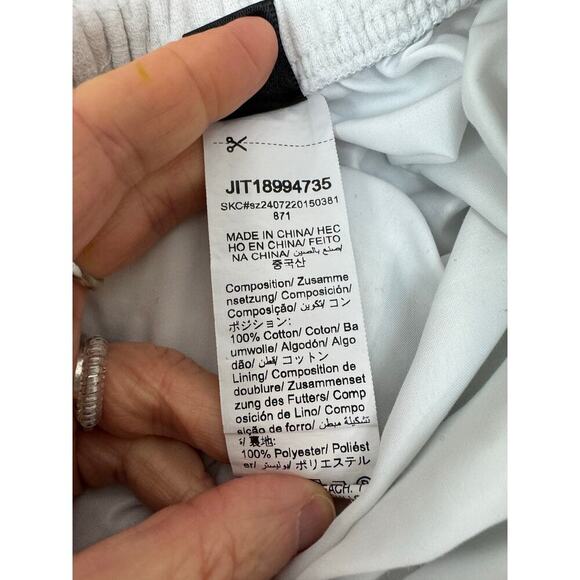 JIT18994735
SKC#sz2407220150381
871
MADE IN CHINA/ HEC
HO EN CHINA/ FEITO
NA CHINA/ صنع بالصين/
중국산
Composition/ Zusamme
nsetzung/ Composición/
Composição/ تكوين/ コン
ポジション:
100% Cotton/ Coton/ Ba
umwolle/ Algodón/ Algo
dão/ قطن/ コットン
Lining/ Composition de
doublure/ Zusammenset
zung des Futters/ Comp
osición de Lino/ Compo
sição de forro/ تشكيلة مبطن
ة/ 裏地:
100% Polyester/ Poliést
er/ بوليستر/ ポリエステル